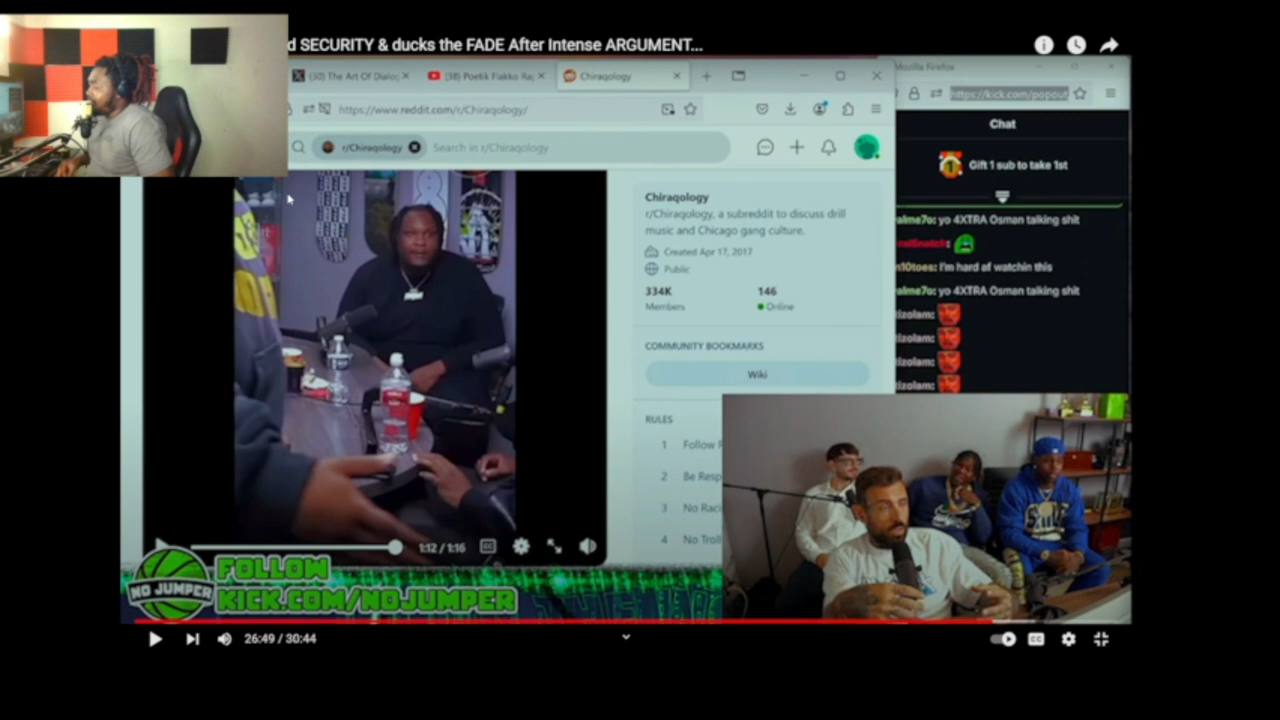 d SECURITY & ducks the FADE After Intense ARGUMENT...
(30) The Art Of Dialo
(38) Poetik Flakko Ra
Chiraqology
Mozilla Firefox
https://www.reddit.com/r/Chiraqology/
https://kick.com/popout
r/Chiraqology
Search in r/Chiraqology
Chat
Gift 1 sub to take 1st
Chiraqology
r/Chiraqology, a subreddit to discuss drill
music and Chicago gang culture.
Created Apr 17, 2017
Public
334K
146
Members
Online
COMMUNITY BOOKMARKS
Wiki
RULES
1 Follow
2 Be Resp
3 No Raci
4 No Troll
yo 4XTRA Osman talking shit
n10toes: I'm hard af watchin this
yo 4XTRA Osman talking shit
tizolam:
tizolam:
tizolam:
tizolam:
1:12 / 1:16
NO JUMPER
FOLLOW
KICK.COM/NOJUMPER
26:49 / 30:44